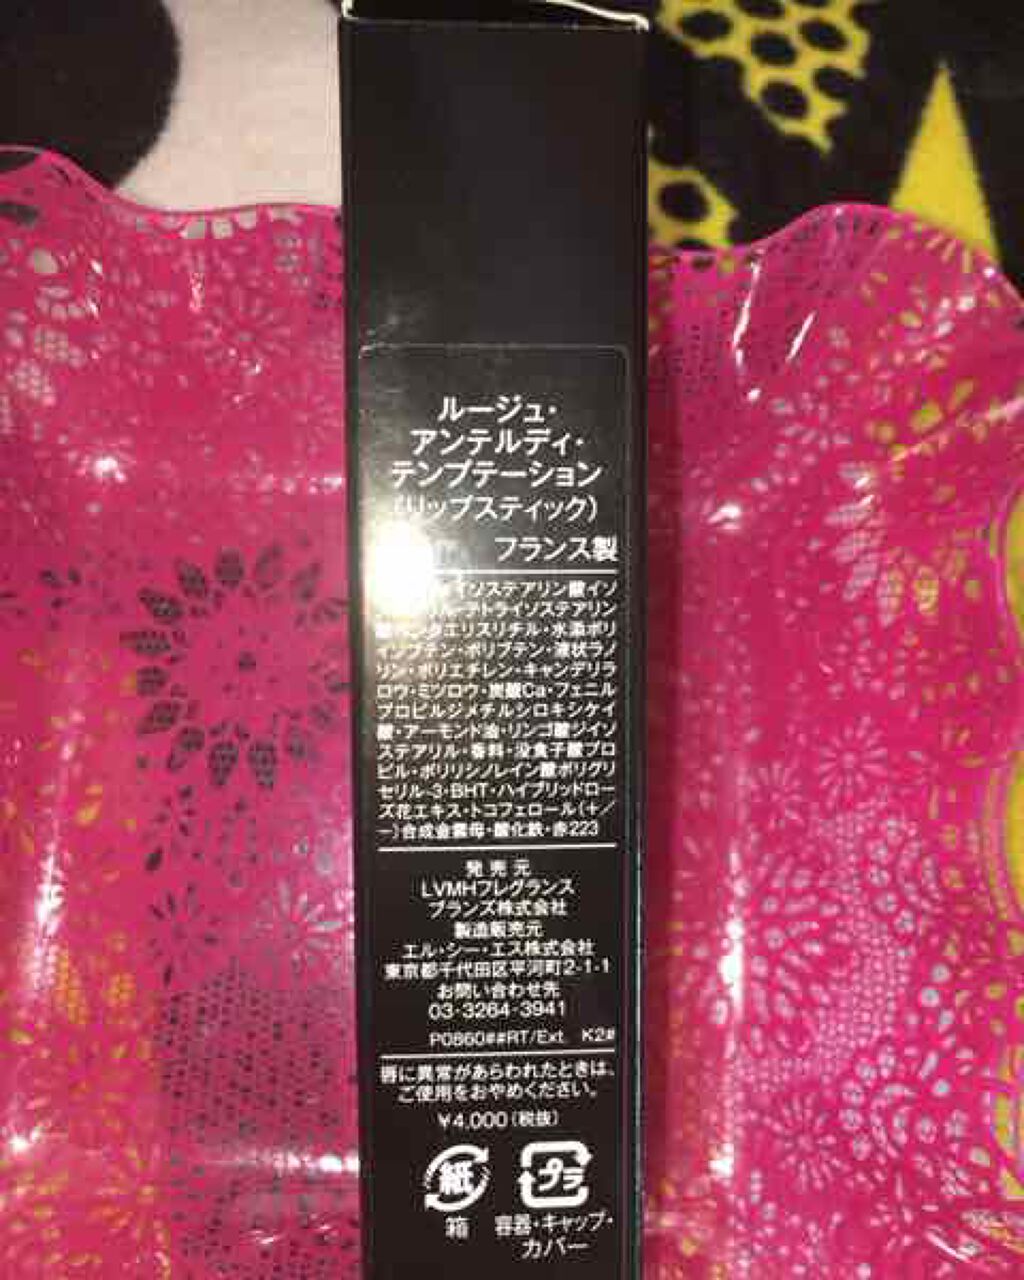 ルージュ・
アンテルディ・
テンプテーション
(リップスティック)
フランス製
イソステアリン酸イソ
テトライソステアリン
エリスリチル・水添ポリ
イソブテン・ポリブテン・液状ラノ
リン・ポリエチレン・キャンデリラ
ロウ・ミツロウ・炭酸Ca・フェニル
プロピルジメチルシロキシケイ
酸・アーモンド油・リンゴ酸ジイソ
ステアリル・香料・没食子酸プロ
ピル・ポリリシノレイン酸ポリグリ
セリル-3・BHT・ハイブリッドロー
ズ花エキス・トコフェロール(+/
-)合成金雲母・酸化鉄・赤223
発売元
LVMHフレグランス
ブランズ株式会社
製造販売元
エル・シー・エス株式会社
東京都千代田区平河町2-1-1
お問い合わせ先
03-3264-3941
P0860##RT/Ext K2#
唇に異常があらわれたときは、
ご使用をおやめください。
¥4,000(税抜)
紙 プラ
箱 容器・キャップ・
カバー